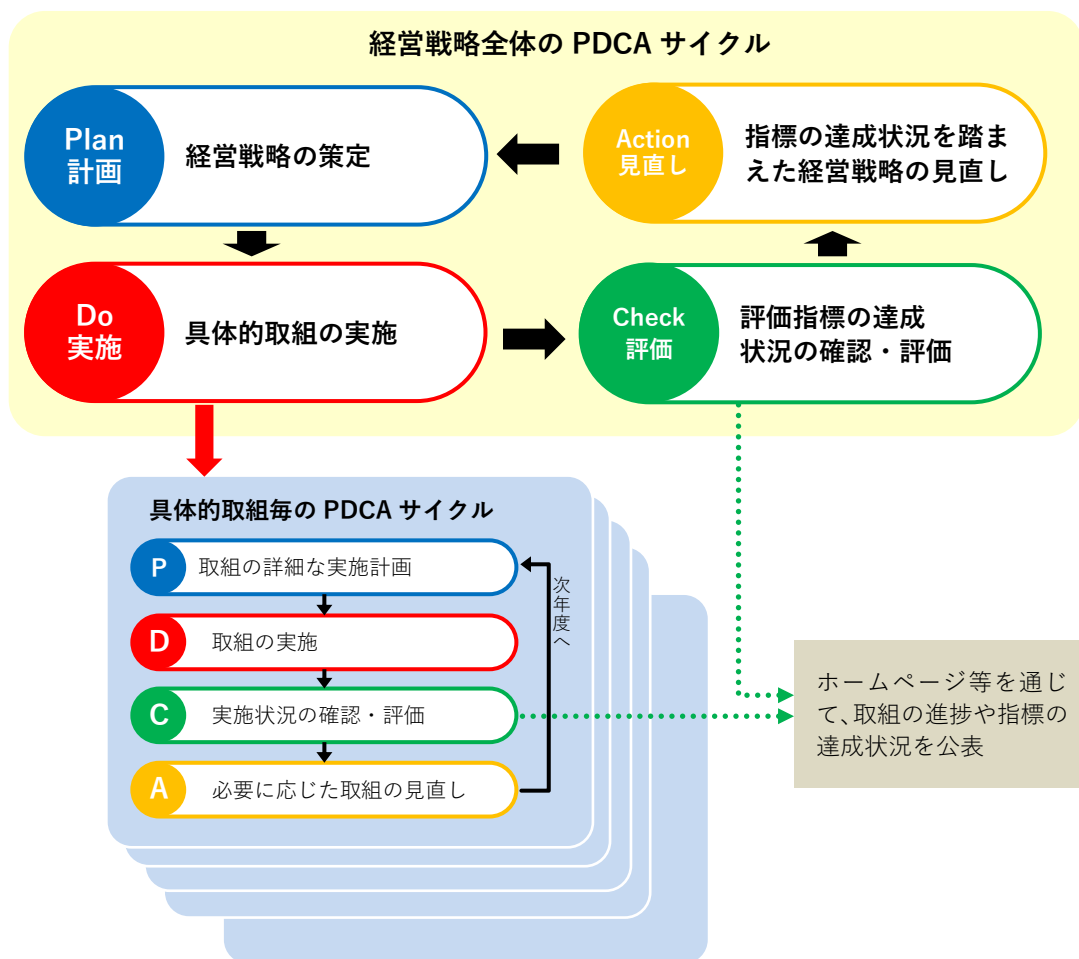 経営戦略全体の PDCA サイクル
Plan
計画
経営戦略の策定
Action
見直し
指標の達成状況を踏ま
えた経営戦略の見直し
Do
実施
具体的取組の実施
Check
評価
評価指標の達成
状況の確認・評価
具体的取組毎の PDCA サイクル
P
取組の詳細な実施計画
D
取組の実施
C
実施状況の確認・評価
A
必要に応じた取組の見直し
次年度へ
ホームページ等を通じ
て、取組の進捗や指標の
達成状況を公表